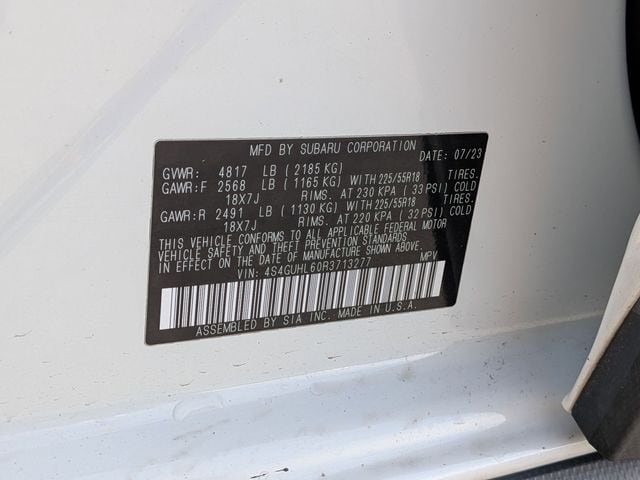 MFD BY SUBARU CORPORATION
DATE: 07/23
GVWR: 4817 LB (2185 KG)
GAWR:F 2568 LB (1165 KG) WITH 225/55R18 TIRES.
18X7J RIMS. AT 230 KPA (33 PSI) COLD
GAWR:R 2491 LB (1130 KG) WITH 225/55R18 TIRES.
18X7J RIMS. AT 220 KPA (32 PSI) COLD
THIS VEHICLE CONFORMS TO ALL APPLICABLE FEDERAL MOTOR
VEHICLE SAFETY AND THEFT PREVENTION STANDARDS
IN EFFECT ON THE DATE OF MANUFACTURE SHOWN ABOVE.
VIN: 4S4GUHL60R3713277 MPV
ASSEMBLED BY SIA INC. MADE IN U.S.A.